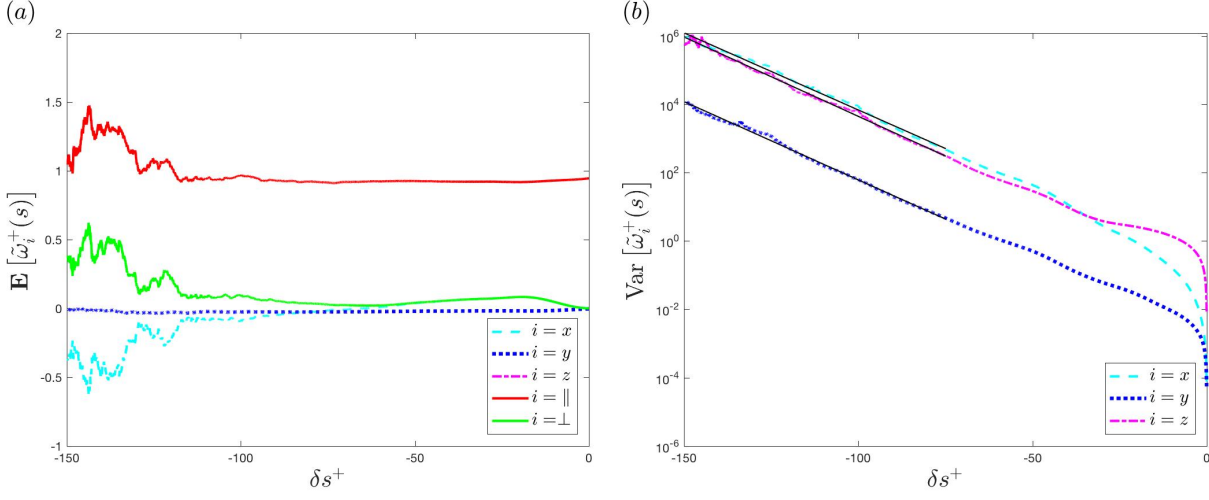 (a)
2
1.5
1
0.5
0
-0.5
-1
-150
-100
-50
0
δs⁺
E [ω̃ᵢ⁺(s)]
i = x
i = y
i = z
i = ∥
i =⊥
(b)
10⁶
10⁴
10²
10⁰
10⁻²
10⁻⁴
10⁻⁶
-150
-100
-50
0
δs⁺
Var [ω̃ᵢ⁺(s)]
i = x
i = y
i = z